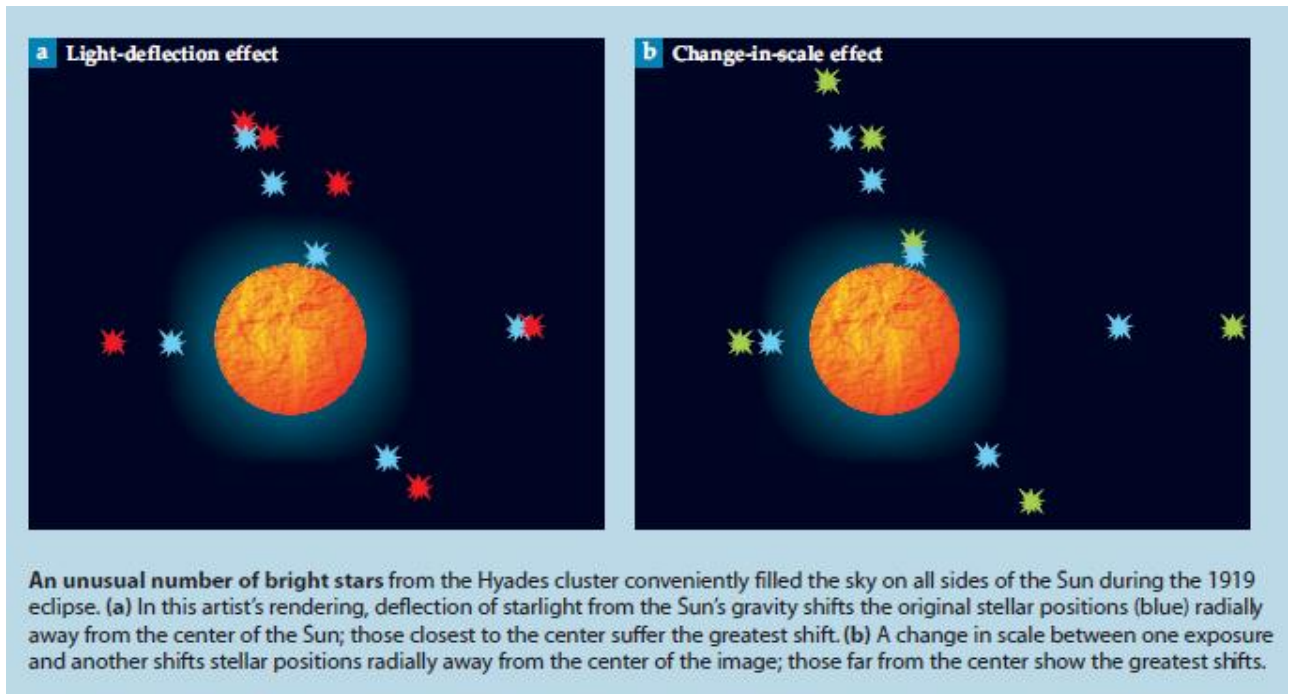 a Light-deflection effect
b Change-in-scale effect
An unusual number of bright stars from the Hyades cluster conveniently filled the sky on all sides of the Sun during the 1919
eclipse. (a) In this artist's rendering, deflection of starlight from the Sun's gravity shifts the original stellar positions (blue) radially
away from the center of the Sun; those closest to the center suffer the greatest shift. (b) A change in scale between one exposure
and another shifts stellar positions radially away from the center of the image; those far from the center show the greatest shifts.